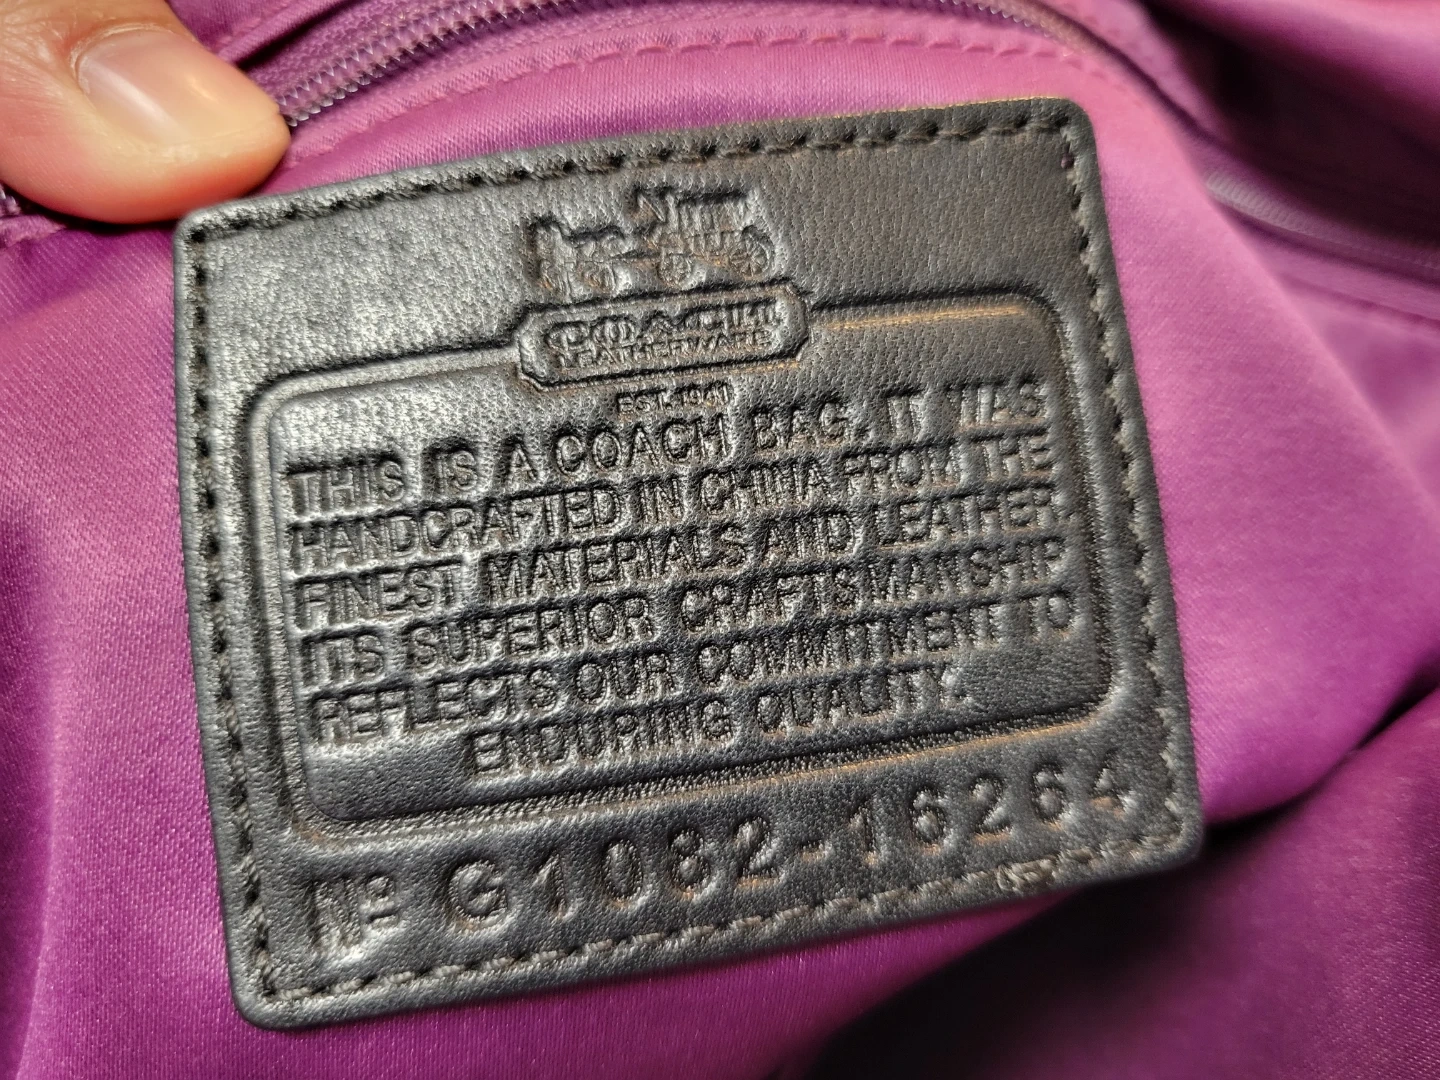 COACH
LEATHERWARE
EST. 1941
THIS IS A COACH BAG. IT WAS
HANDCRAFTED IN CHINA FROM THE
FINEST MATERIALS AND LEATHER.
ITS SUPERIOR CRAFTSMANSHIP
REFLECTS OUR COMMITMENT TO
ENDURING QUALITY.
Nº G1082-16264